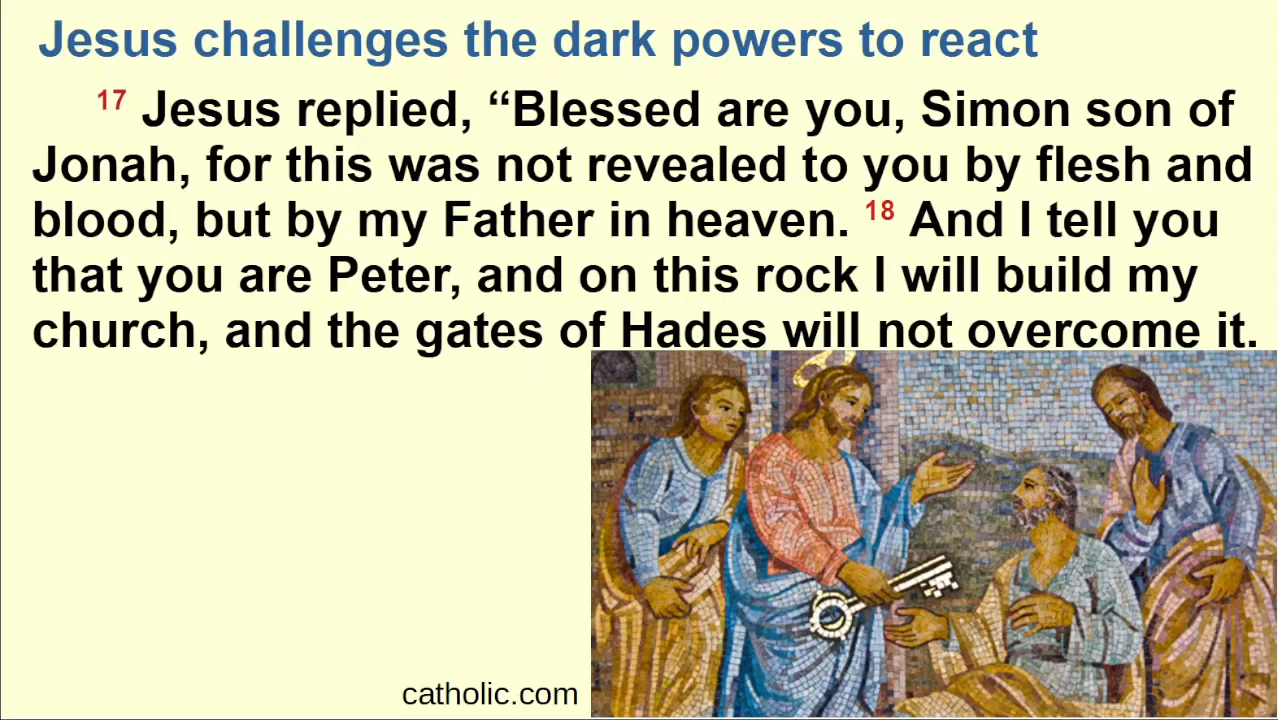 Jesus challenges the dark powers to react
17 Jesus replied, “Blessed are you, Simon son of
Jonah, for this was not revealed to you by flesh and
blood, but by my Father in heaven. 18 And I tell you
that you are Peter, and on this rock I will build my
church, and the gates of Hades will not overcome it.
catholic.com